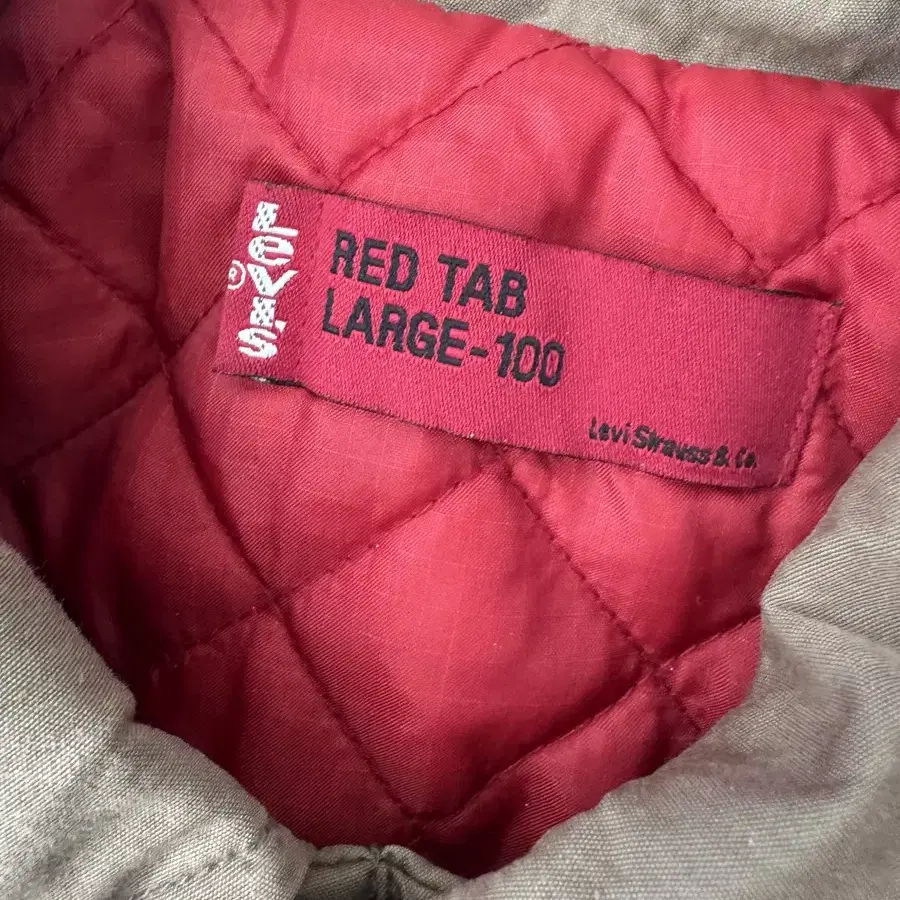 LEVI'S
®
RED TAB
LARGE-100
Levi Strauss & Co.